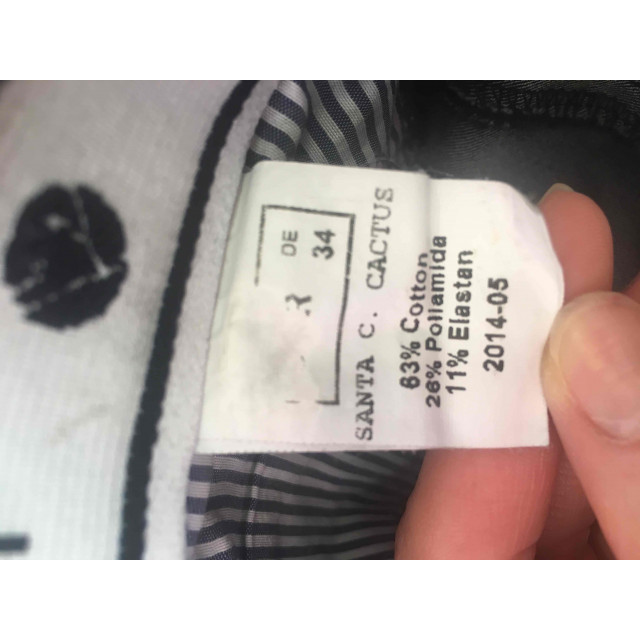 DE
34
R
SANTA C. CACTUS
63% Cotton
26% Poliamida
11% Elastan
2014-05